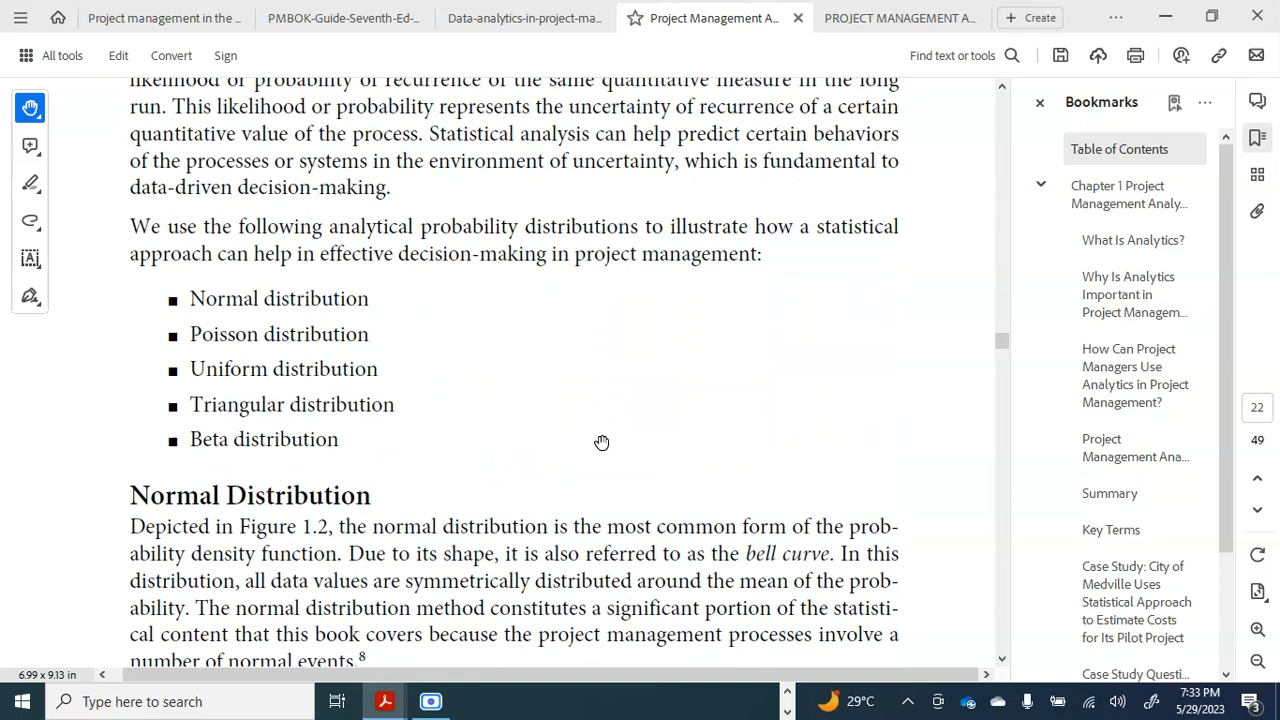 Project management in the ...
PMBOK-Guide-Seventh-Ed-...
Data-analytics-in-project-ma...
Project Management A...
PROJECT MANAGEMENT A...
Create
All tools
Edit
Convert
Sign
Find text or tools
likelihood or probability of recurrence of the same quantitative measure in the long
run. This likelihood or probability represents the uncertainty of recurrence of a certain
quantitative value of the process. Statistical analysis can help predict certain behaviors
of the processes or systems in the environment of uncertainty, which is fundamental to
data-driven decision-making.
We use the following analytical probability distributions to illustrate how a statistical
approach can help in effective decision-making in project management:
■ Normal distribution
■ Poisson distribution
■ Uniform distribution
■ Triangular distribution
■ Beta distribution
Normal Distribution
Depicted in Figure 1.2, the normal distribution is the most common form of the prob-
ability density function. Due to its shape, it is also referred to as the bell curve. In this
distribution, all data values are symmetrically distributed around the mean of the prob-
ability. The normal distribution method constitutes a significant portion of the statisti-
cal content that this book covers because the project management processes involve a
number of normal events.8
6.99 x 9.13 in
Bookmarks
Table of Contents
Chapter 1 Project
Management Analy...
What Is Analytics?
Why Is Analytics
Important in
Project Managem...
How Can Project
Managers Use
Analytics in Project
Management?
Project
Management Ana...
Summary
Key Terms
Case Study: City of
Medville Uses
Statistical Approach
to Estimate Costs
for Its Pilot Project
Case Study Questi...
22
49
Type here to search
29°C
7:33 PM
5/29/2023
3